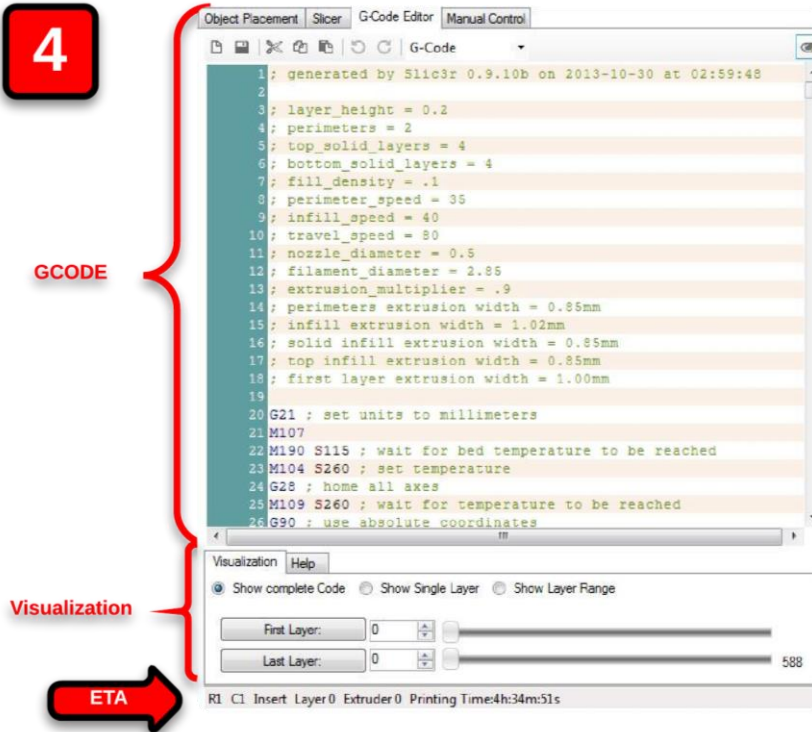 4
Object Placement Slicer G-Code Editor Manual Control
G-Code
1 ; generated by Slic3r 0.9.10b on 2013-10-30 at 02:59:48
2
3 ; layer_height = 0.2
4 ; perimeters = 2
5 ; top_solid_layers = 4
6 ; bottom_solid_layers = 4
7 ; fill_density = .1
8 ; perimeter_speed = 35
9 ; infill_speed = 40
10 ; travel_speed = 80
11 ; nozzle_diameter = 0.5
12 ; filament_diameter = 2.85
13 ; extrusion_multiplier = .9
14 ; perimeters extrusion width = 0.85mm
15 ; infill extrusion width = 1.02mm
16 ; solid infill extrusion width = 0.85mm
17 ; top infill extrusion width = 0.85mm
18 ; first layer extrusion width = 1.00mm
19
20 G21 ; set units to millimeters
21 M107
22 M190 S115 ; wait for bed temperature to be reached
23 M104 S260 ; set temperature
24 G28 ; home all axes
25 M109 S260 ; wait for temperature to be reached
26 G90 ; use absolute coordinates
GCODE
Visualization Help
Show complete Code Show Single Layer Show Layer Range
Visualization
First Layer: 0
Last Layer: 0 588
ETA
R1 C1 Insert Layer 0 Extruder 0 Printing Time:4h:34m:51s